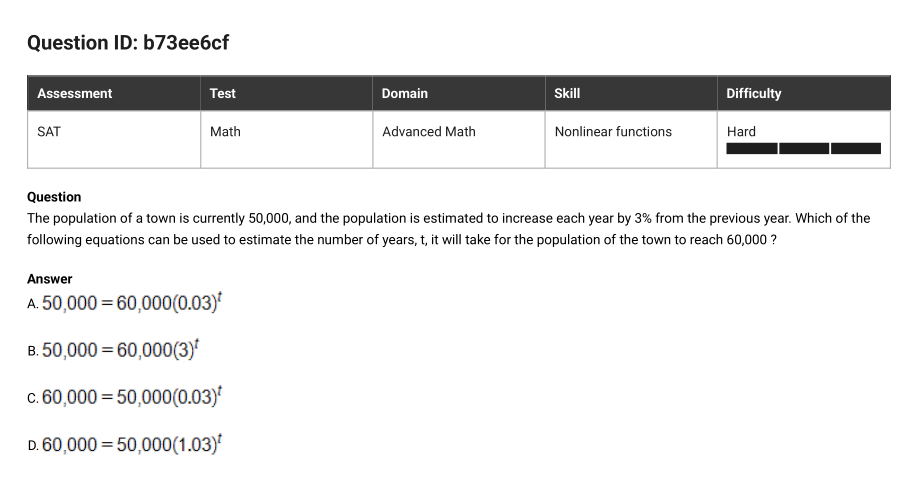 Question ID: b73ee6cf
Assessment Test Domain Skill Difficulty
SAT Math Advanced Math Nonlinear functions Hard
Question
The population of a town is currently 50,000, and the population is estimated to increase each year by 3% from the previous year. Which of the
following equations can be used to estimate the number of years, t, it will take for the population of the town to reach 60,000 ?
Answer
A. 50,000 = 60,000(0.03)^t
B. 50,000 = 60,000(3)^t
C. 60,000 = 50,000(0.03)^t
D. 60,000 = 50,000(1.03)^t